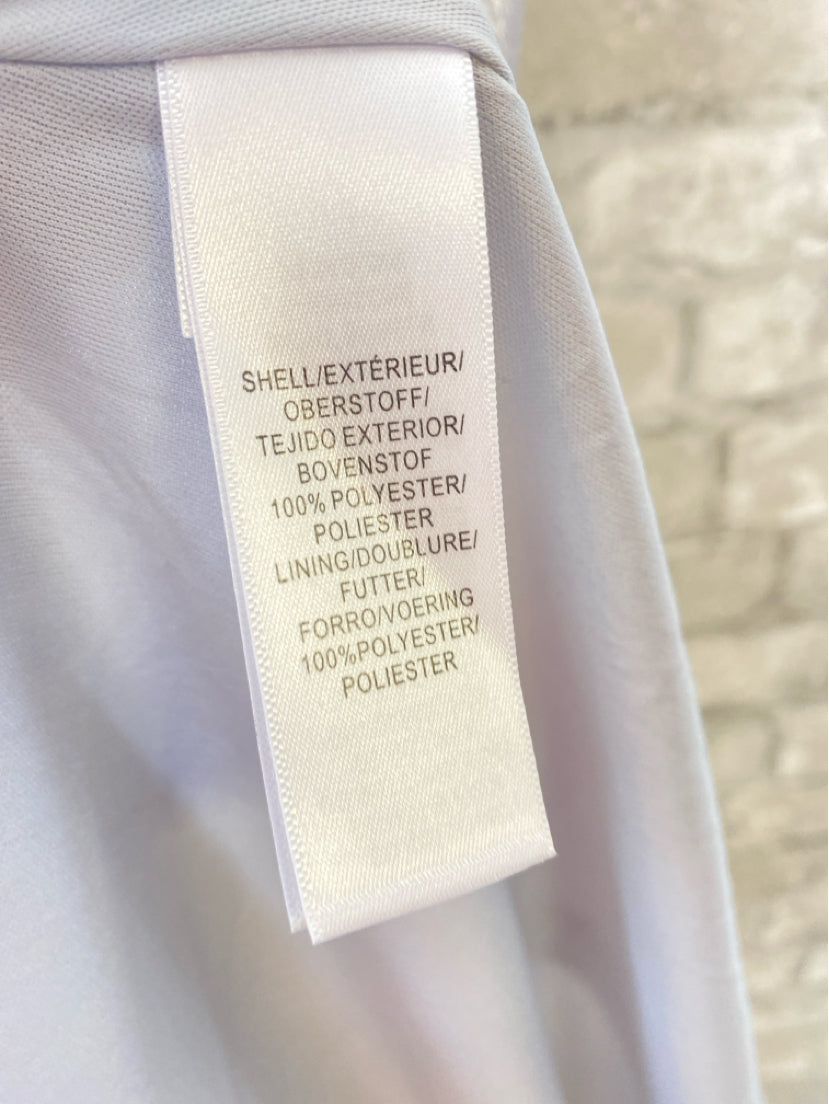 SHELL/EXTÉRIEUR/
OBERSTOFF/
TEJIDO EXTERIOR/
BOVENSTOF
100% POLYESTER/
POLIESTER
LINING/DOUBLURE/
FUTTER/
FORRO/VOERING
100%POLYESTER/
POLIESTER